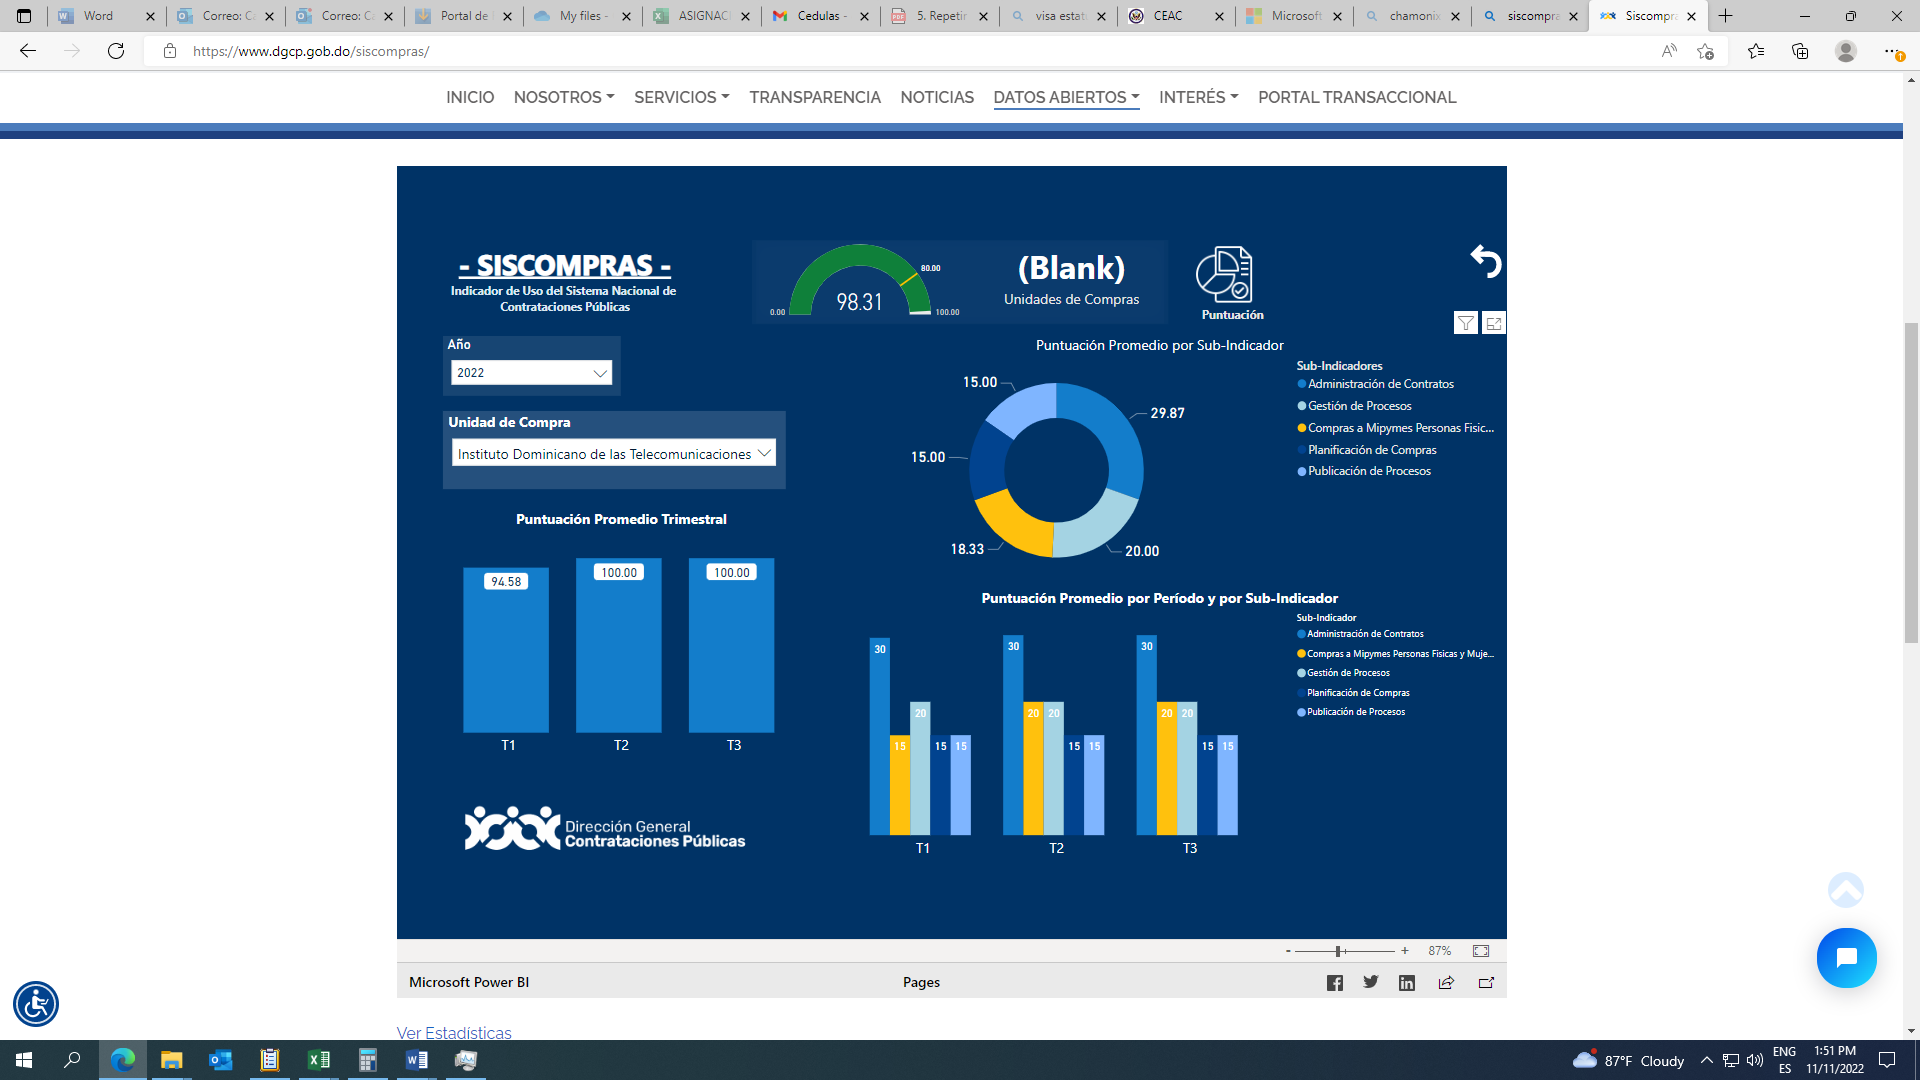 Word
Correo: Ca
Correo: Ca
Portal de
My files -
ASIGNAC
Cedulas -
5. Repetir
visa estat
CEAC
Microsoft
chamonix
siscompra
Siscompra
https://www.dgcp.gob.do/siscompras/
INICIO NOSOTROS SERVICIOS TRANSPARENCIA NOTICIAS DATOS ABIERTOS INTERÉS PORTAL TRANSACCIONAL
- SISCOMPRAS -
Indicador de Uso del Sistema Nacional de
Contrataciones Públicas
80.00
98.31
0.00
100.00
(Blank)
Unidades de Compras
Puntuación
Año
2022
Unidad de Compra
Instituto Dominicano de las Telecomunicaciones
Puntuación Promedio Trimestral
94.58
100.00
100.00
T1
T2
T3
Dirección General
Contrataciones Públicas
Puntuación Promedio por Sub-Indicador
15.00
29.87
15.00
18.33
20.00
Sub-Indicadores
Administración de Contratos
Gestión de Procesos
Compras a Mipymes Personas Fisic...
Planificación de Compras
Publicación de Procesos
Puntuación Promedio por Período y por Sub-Indicador
Sub-Indicador
Administración de Contratos
Compras a Mipymes Personas Fisicas y Muje...
Gestión de Procesos
Planificación de Compras
Publicación de Procesos
30 15 20 15 15
30 20 20 15 15
30 20 20 15 15
T1
T2
T3
- + 87%
Microsoft Power BI
Pages
Ver Estadísticas
87°F Cloudy
ENG
ES
1:51 PM
11/11/2022